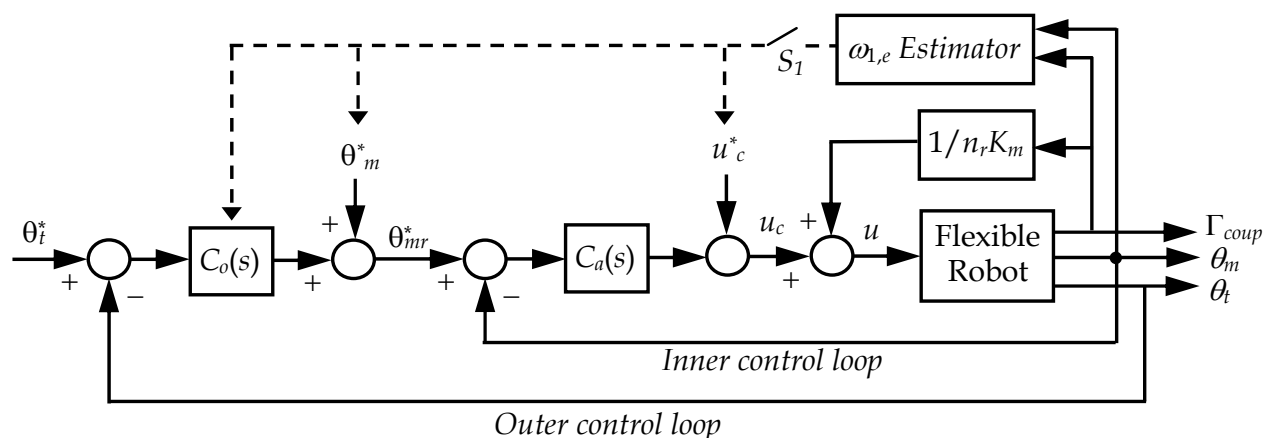 ω1,e Estimator
S1
1/nrKm
θ*m
u*c
θt*
+
−
Co(s)
+
+
θ*mr
+
−
Ca(s)
uc
+
+
u
Flexible
Robot
Γcoup
θm
θt
Inner control loop
Outer control loop